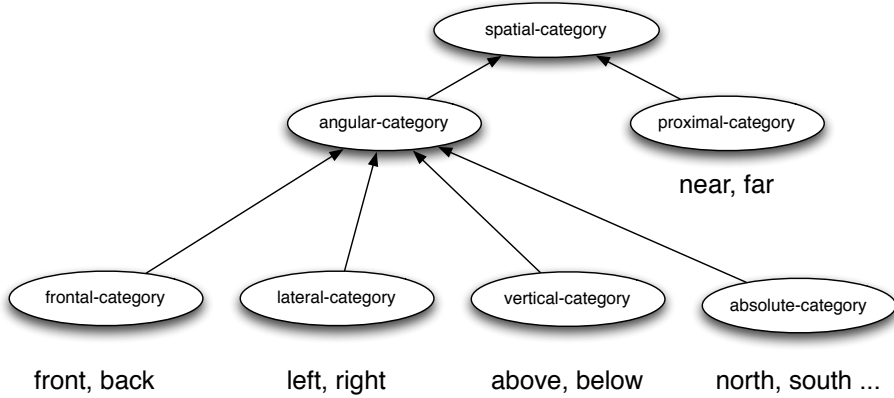 spatial-category
angular-category
proximal-category
near, far
frontal-category
lateral-category
vertical-category
absolute-category
front, back
left, right
above, below
north, south ...